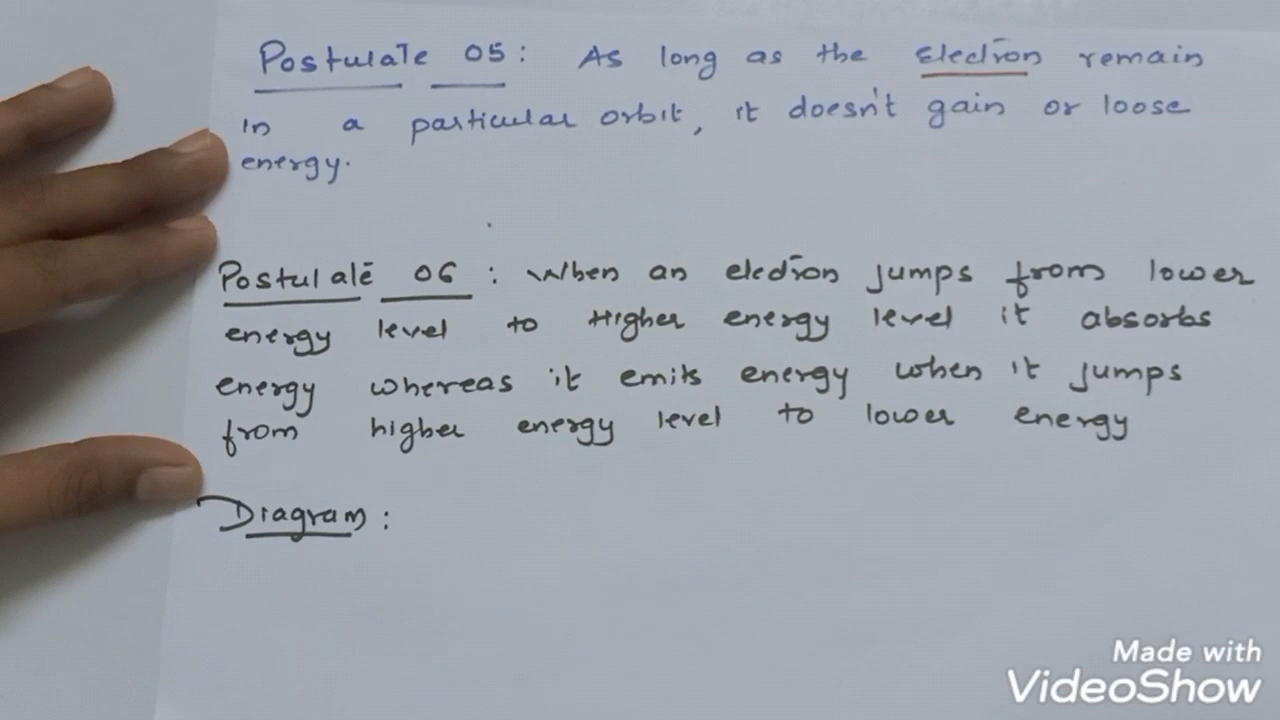 Postulate 05: As long as the Electron remain
in a particular orbit, it doesn't gain or loose
energy.
Postulate 06: When an electron jumps from lower
energy level to Higher energy level it absorbs
energy whereas it emits energy when it jumps
from higher energy level to lower energy
Diagram:
Made with
VideoShow